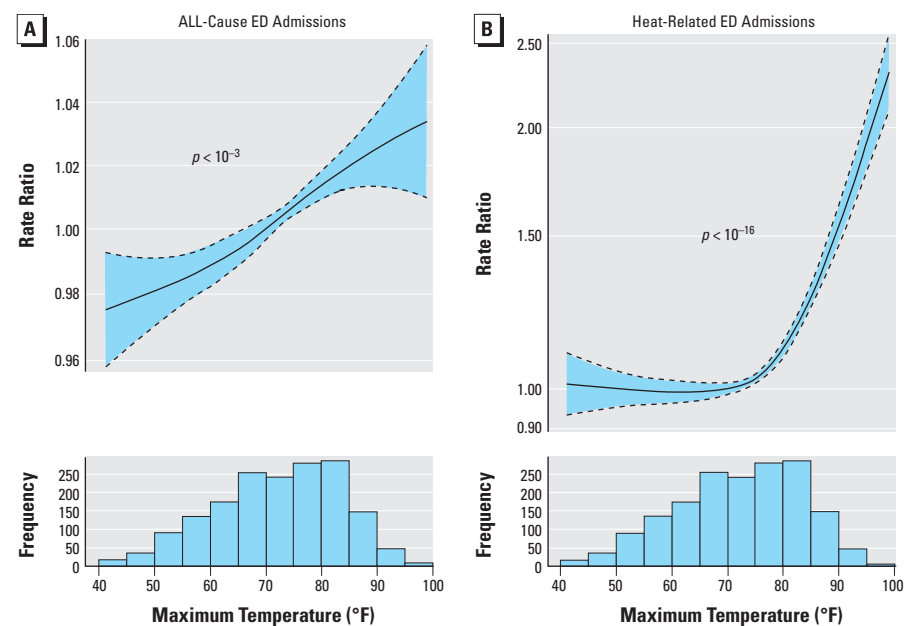 A
ALL-Cause ED Admissions
1.06
1.04
1.02
1.00
0.98
0.96
Rate Ratio
p < 10–3
250
200
150
100
50
0
Frequency
40 50 60 70 80 90 100
Maximum Temperature (°F)
B
Heat-Related ED Admissions
2.50
2.00
1.50
1.00
0.90
Rate Ratio
p < 10–16
250
200
150
100
50
0
Frequency
40 50 60 70 80 90 100
Maximum Temperature (°F)